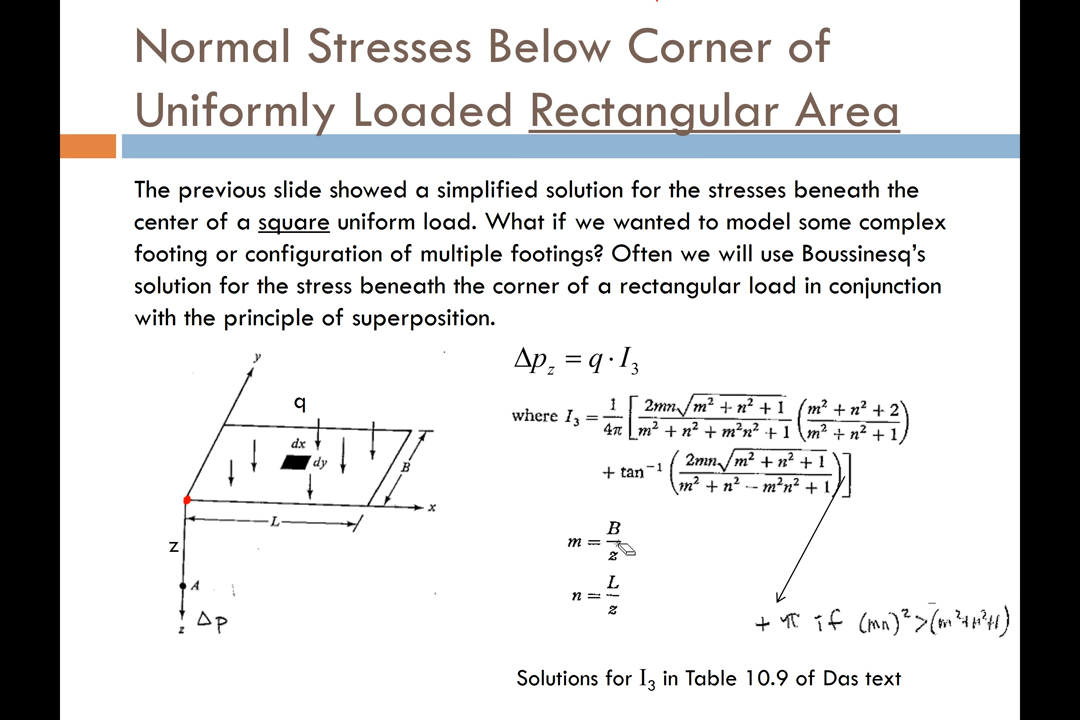 Normal Stresses Below Corner of
Uniformly Loaded Rectangular Area
The previous slide showed a simplified solution for the stresses beneath the
center of a square uniform load. What if we wanted to model some complex
footing or configuration of multiple footings? Often we will use Boussinesq's
solution for the stress beneath the corner of a rectangular load in conjunction
with the principle of superposition.
y
q
dx
dy
B
x
L
z
A
z
Δp
Δp_z = q · I₃
where I₃ = 1/4π [ 2mn√(m² + n² + 1) / (m² + n² + m²n² + 1) ( (m² + n² + 2) / (m² + n² + 1) )
+ tan⁻¹ ( 2mn√(m² + n² + 1) / (m² + n² − m²n² + 1) ) ]
m = B/z
n = L/z
+ π if (mn)² > (m²+n²+1)
Solutions for I₃ in Table 10.9 of Das text